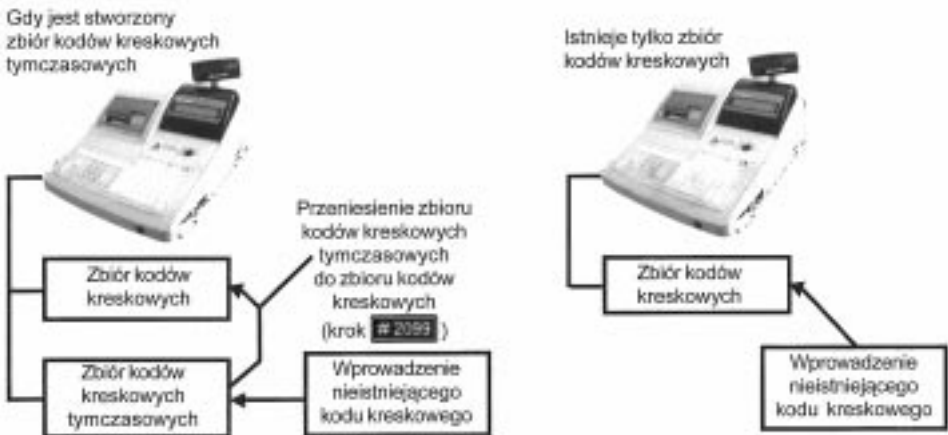 Gdy jest stworzony
zbiór kodów kreskowych
tymczasowych
Zbiór kodów
kreskowych
Zbiór kodów
kreskowych
tymczasowych
Przeniesienie zbioru
kodów kreskowych
tymczasowych
do zbioru kodów
kreskowych
(krok # 2099 )
Wprowadzenie
nieistniejącego
kodu kreskowego
Istnieje tylko zbiór
kodów kreskowych
Zbiór kodów
kreskowych
Wprowadzenie
nieistniejącego
kodu kreskowego